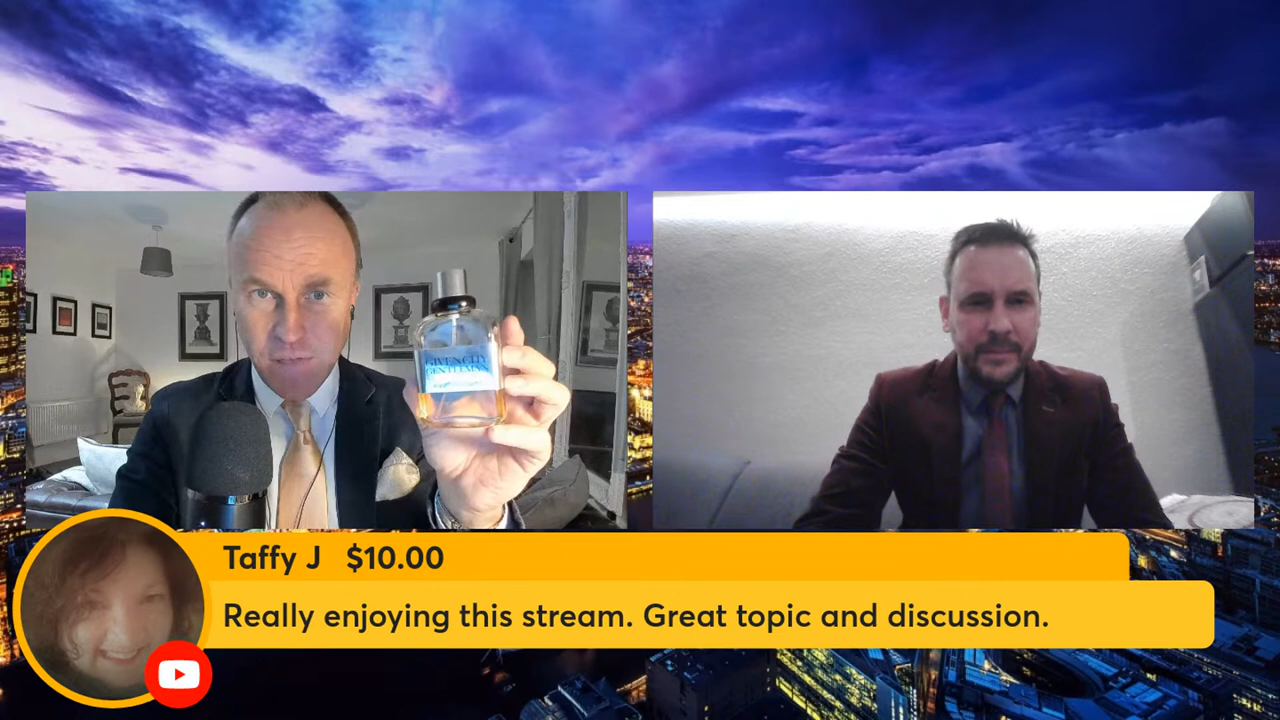 GIVENCHY
GENTLEMAN
Taffy J $10.00
Really enjoying this stream. Great topic and discussion.